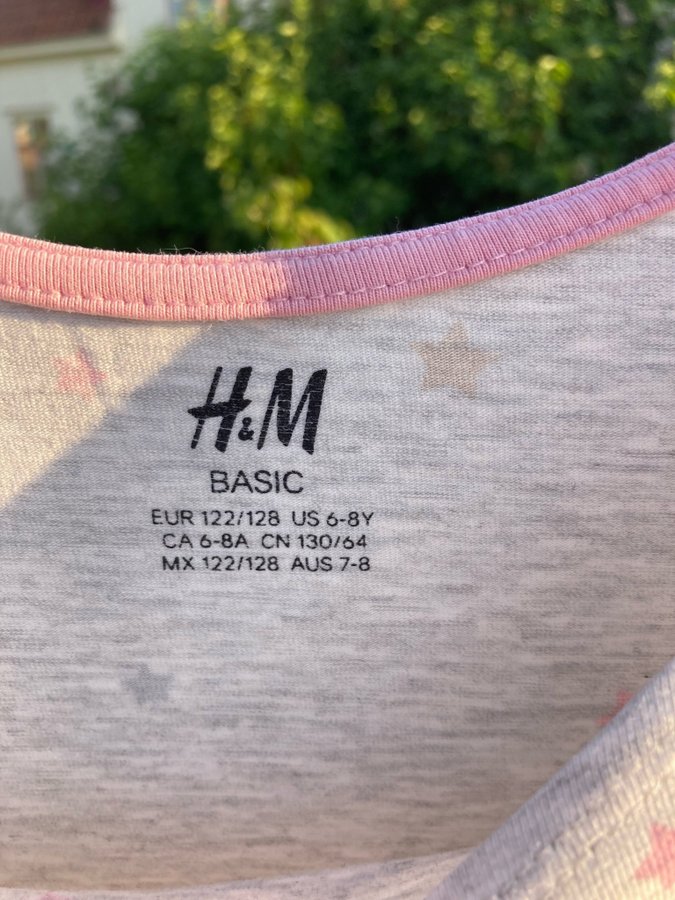 H&M
BASIC
EUR 122/128 US 6-8Y
CA 6-8A CN 130/64
MX 122/128 AUS 7-8